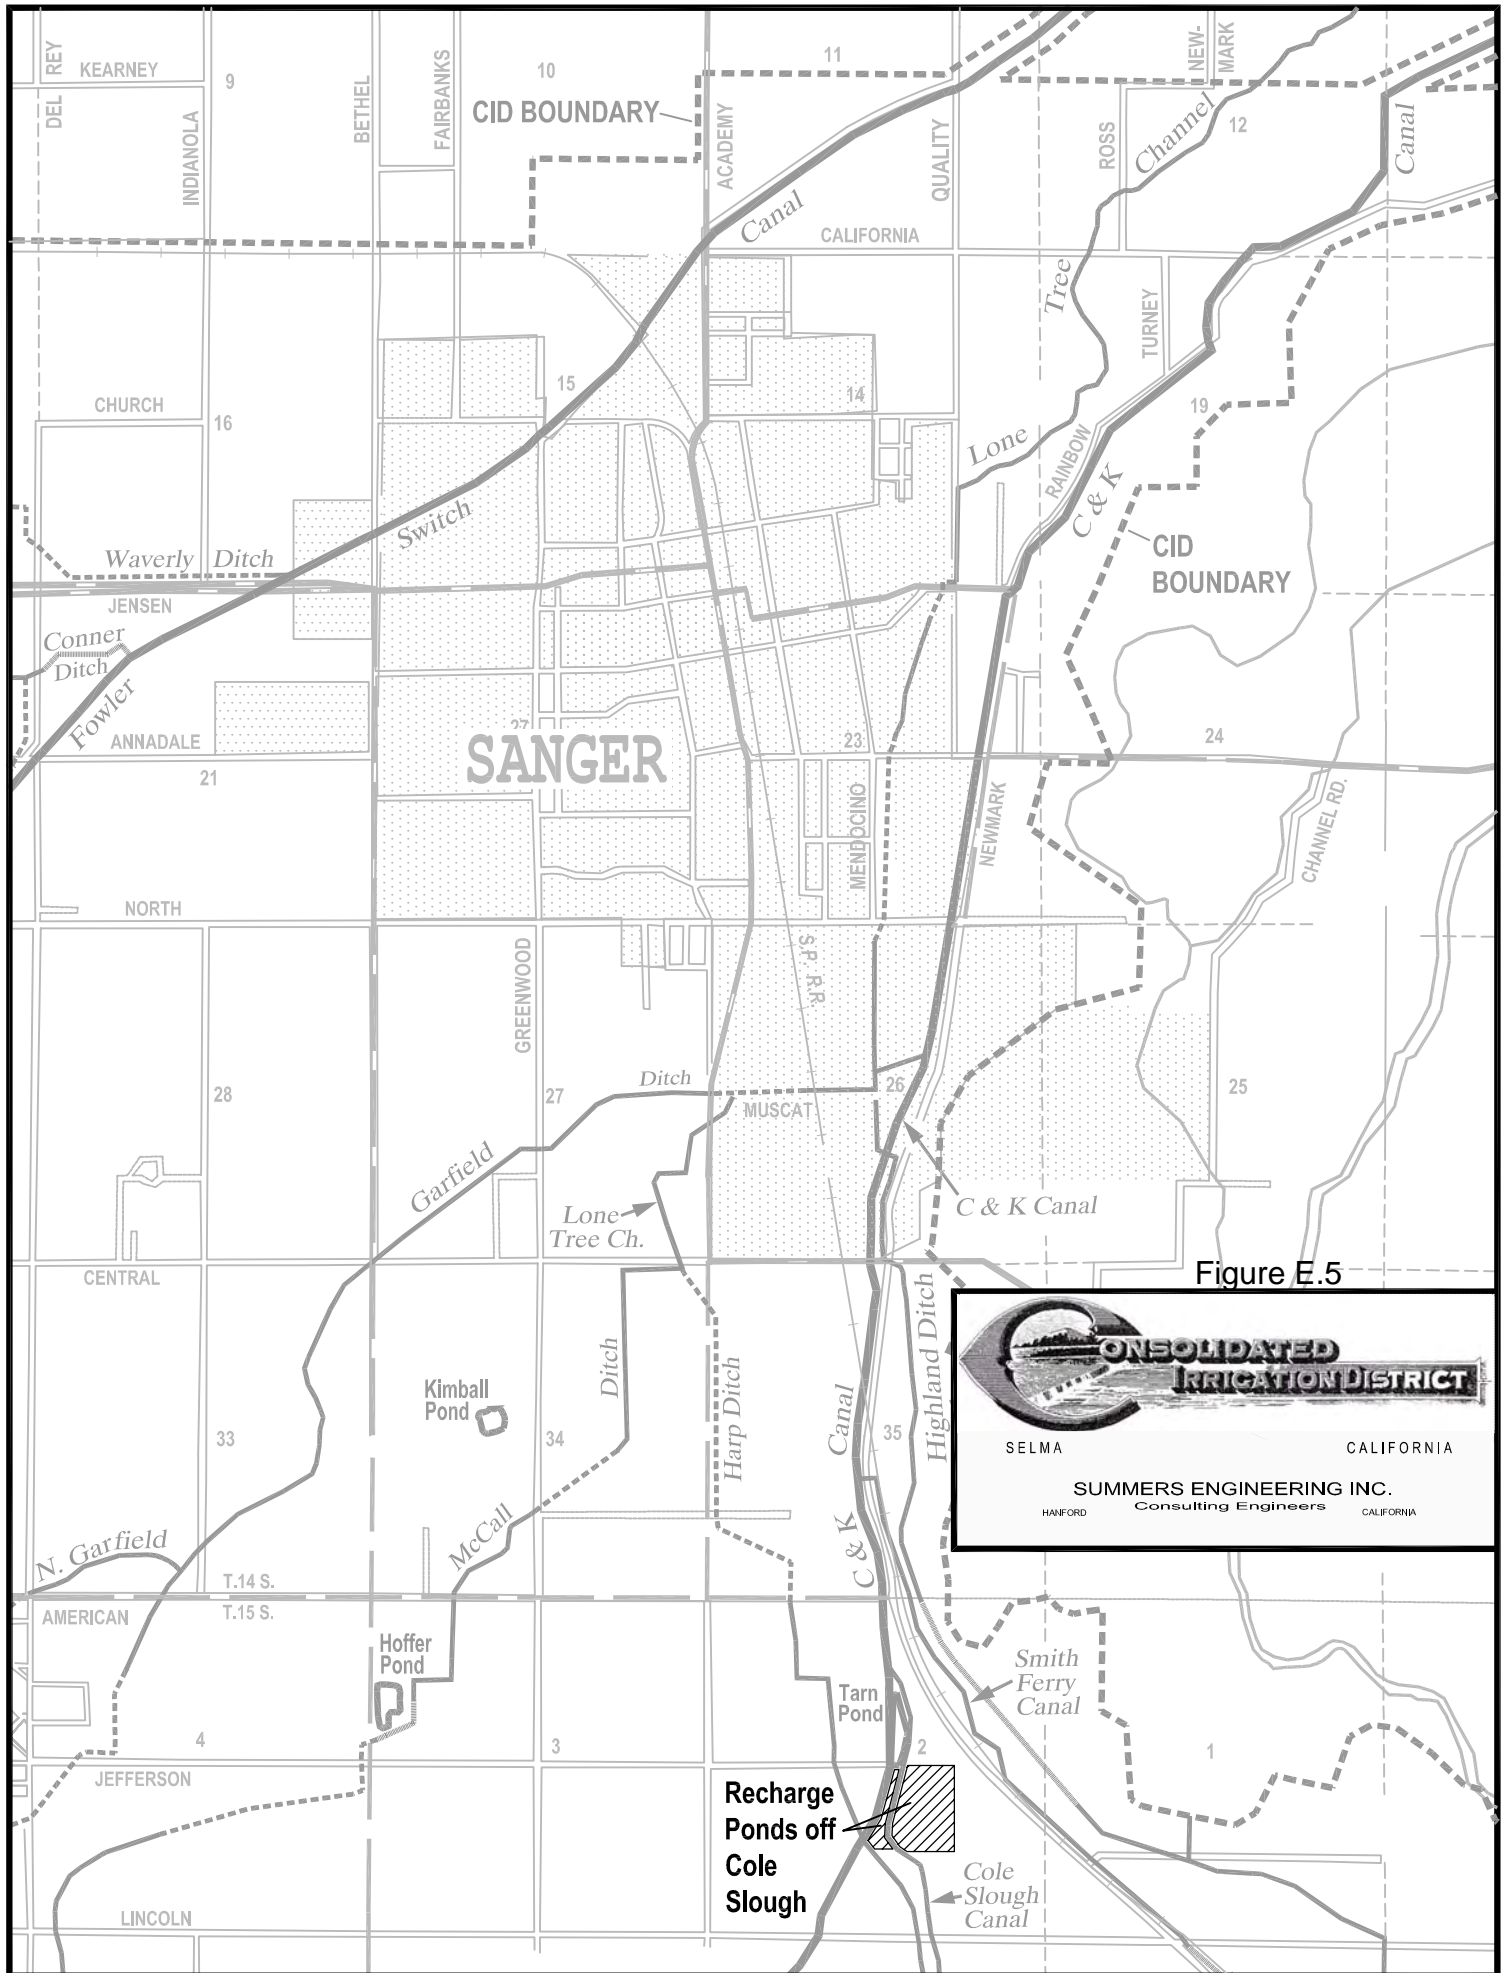 DEL REY
KEARNEY
9
INDIANOLA
BETHEL
FAIRBANKS
10
CID BOUNDARY
ACADEMY
11
QUALITY
ROSS
NEW-
MARK
Channel
12
Canal
Canal
CALIFORNIA
Tree
TURNEY
CHURCH
16
15
14
19
Lone
RAINBOW
C & K
Switch
CID
BOUNDARY
Waverly Ditch
JENSEN
Conner
Ditch
Fowler
ANNADALE
21
27
SANGER
23
24
MENDOCINO
NEWMARK
CHANNEL RD.
NORTH
GREENWOOD
S.P. R.R.
28
27
Ditch
MUSCAT
26
25
Garfield
Lone
Tree Ch.
C & K Canal
CENTRAL
Figure E.5
Ditch
Harp Ditch
Canal
Highland Ditch
Kimball
Pond
33
34
35
CONSOLIDATED
IRRIGATION DISTRICT
SELMA
CALIFORNIA
SUMMERS ENGINEERING INC.
Consulting Engineers
HANFORD
CALIFORNIA
McCall
C & K
N. Garfield
T.14 S.
T.15 S.
AMERICAN
Hoffer
Pond
Smith
Ferry
Canal
Tarn
Pond
4
3
2
1
JEFFERSON
Recharge
Ponds off
Cole
Slough
Cole
Slough
Canal
LINCOLN